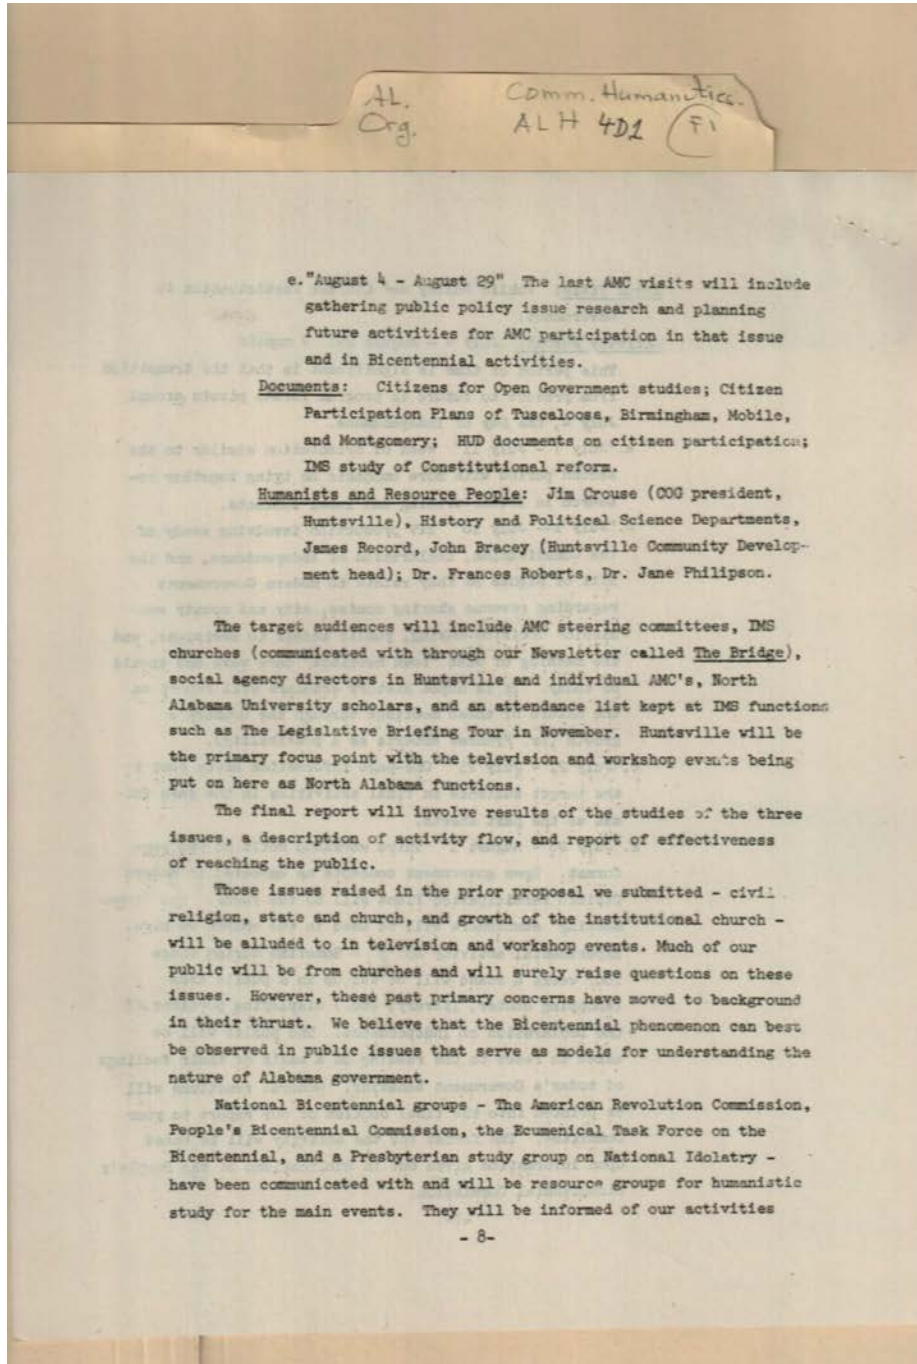 AL. Comm. Humanities.
Org. ALH 4D1 F1
e."August 4 - August 29" The last AMC visits will include
gathering public policy issue research and planning
future activities for AMC participation in that issue
and in Bicentennial activities.
Documents: Citizens for Open Government studies; Citizen
Participation Plans of Tuscaloosa, Birmingham, Mobile,
and Montgomery; HUD documents on citizen participation;
IMS study of Constitutional reform.
Humanists and Resource People: Jim Crouse (COG president,
Huntsville), History and Political Science Departments,
James Record, John Bracey (Huntsville Community Develop-
ment head); Dr. Frances Roberts, Dr. Jane Philipson.
The target audiences will include AMC steering committees, IMS
churches (communicated with through our Newsletter called The Bridge),
social agency directors in Huntsville and individual AMC's, North
Alabama University scholars, and an attendance list kept at IMS functions
such as The Legislative Briefing Tour in November. Huntsville will be
the primary focus point with the television and workshop events being
put on here as North Alabama functions.
The final report will involve results of the studies of the three
issues, a description of activity flow, and report of effectiveness
of reaching the public.
Those issues raised in the prior proposal we submitted - civil
religion, state and church, and growth of the institutional church -
will be alluded to in television and workshop events. Much of our
public will be from churches and will surely raise questions on these
issues. However, these past primary concerns have moved to background
in their thrust. We believe that the Bicentennial phenomenon can best
be observed in public issues that serve as models for understanding the
nature of Alabama government.
National Bicentennial groups - The American Revolution Commission,
People's Bicentennial Commission, the Ecumenical Task Force on the
Bicentennial, and a Presbyterian study group on National Idolatry -
have been communicated with and will be resource groups for humanistic
study for the main events. They will be informed of our activities
- 8-